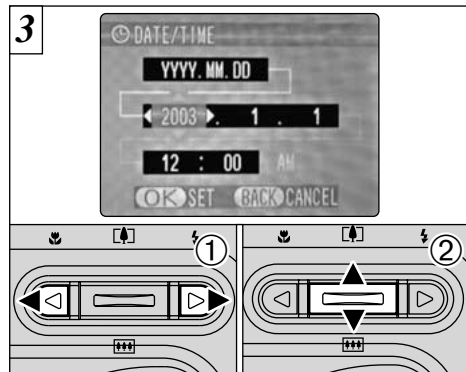 3
DATE/TIME
YYYY. MM. DD
2003 . 1 . 1
12 : 00 AM
OK SET BACK CANCEL
1
2